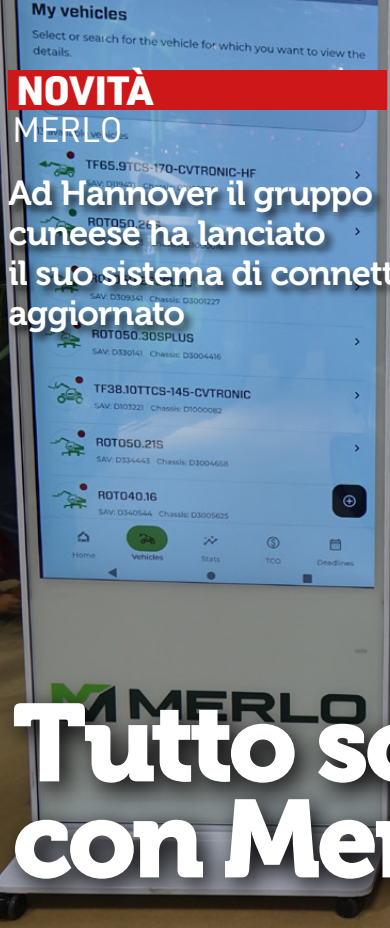 My vehicles
Select or search for the vehicle for which you want to view the
details.
NOVITÀ
MERLO
vehicles
TF65.9TCS-170-CVTRONIC-HF
Ad Hannover il gruppo
cuneese ha lanciato
il suo sistema di connett
aggiornato
SAV: D309341 Chassis: D3001227
ROTO50.30SPLUS
SAV: D330141 Chassis: D3004416
TF38.10TTCS-145-CVTRONIC
SAV: D103221 Chassis: D1000082
ROTO50.21S
SAV: D334443 Chassis: D3004658
ROTO40.16
SAV: D340544 Chassis: D3005625
Home Vehicles Stats TCO Deadlines
MERLO
Tutto so
con Mer